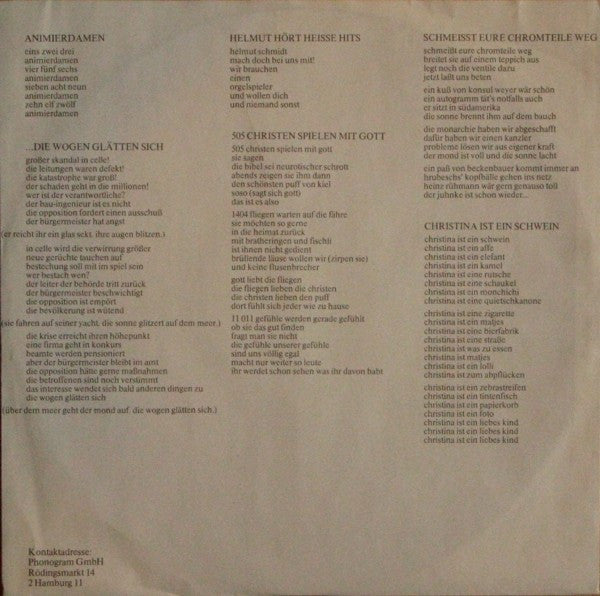 ANIMIERDAMEN
eins zwei drei
animierdamen
vier fünf sechs
animierdamen
sieben acht neun
animierdamen
zehn elf zwölf
animierdamen
...DIE WOGEN GLÄTTEN SICH
großer skandal in celle!
die leitungen waren defekt!
die katastrophe war groß!
der schaden geht in die millionen!
wer ist der verantwortliche?
der bau-ingenieur ist es nicht
die opposition fordert einen ausschuß
der bürgermeister hat angst
(er reicht ihr ein glas sekt. ihre augen blitzen.)
in celle wird die verwirrung größer
neue gerüchte tauchen auf
bestechung soll mit im spiel sein
wer bestach wen?
der leiter der behörde tritt zurück
der bürgermeister beschwichtigt
die opposition ist empört
die bevölkerung ist wütend
(sie fahren auf seiner yacht. die sonne glitzert auf dem meer.)
die krise erreicht ihren höhepunkt
eine firma geht in konkurs
beamte werden pensioniert
aber der bürgermeister bleibt im amt
die opposition hätte gerne maßnahmen
die betroffenen sind noch verstimmt
das interesse wendet sich bald anderen dingen zu
die wogen glätten sich
(über dem meer geht der mond auf. die wogen glätten sich.)
Kontaktadresse:
Phonogram GmbH
Rödingsmarkt 14
2 Hamburg 11
HELMUT HÖRT HEISSE HITS
helmut schmidt
mach doch bei uns mit!
wir brauchen
einen
orgelspieler
und wollen dich
und niemand sonst
505 CHRISTEN SPIELEN MIT GOTT
505 christen spielen mit gott
sie sagen
die bibel sei neurotischer schrott
abends zeigen sie ihm dann
den schönsten puff von kiel
soso (sagt sich gott)
das ist es also
1404 fliegen warten auf die fähre
sie möchten so gerne
in die heimat zurück
mit bratheringen und fischli
ist ihnen nicht gedient
brüllende läuse wollen wir (zirpen sie)
und keine flusenbrecher
gott liebt die fliegen
die fliegen lieben die christen
die christen lieben den puff
dort fühlt sich jeder wie zu hause
11 011 gefühle werden gerade gefühlt
ob sie das gut finden
fragt man sie nicht
die gefühle unserer gefühle
sind uns völlig egal
macht nur weiter so leute
ihr werdet schon sehen was ihr davon habt
SCHMEISST EURE CHROMTEILE WEG
schmeißt eure chromteile weg
breitet sie auf einem teppich aus
legt noch die ventile dazu
jetzt laßt uns beten
ein kuß von konsul weyer wär schön
ein autogramm tät's notfalls auch
er sitzt in südamerika
die sonne brennt ihm auf dem bauch
die monarchie haben wir abgeschafft
dafür haben wir einen kanzler
probleme lösen wir aus eigener kraft
der mond ist voll und die sonne lacht
ein paß von beckenbauer kommt immer an
hrubeschs' kopfbälle gehen ins netz
heinz rühmann wär gern genauso toll
der juhnke ist schon wieder...
CHRISTINA IST EIN SCHWEIN
christina ist ein schwein
christina ist ein affe
christina ist ein elefant
christina ist ein kamel
christina ist eine rutsche
christina ist eine schaukel
christina ist ein monchichi
christina ist eine quietschkanone
christina ist eine zigarette
christina ist ein maljes
christina ist eine bierfabrik
christina ist eine straße
christina ist was zu essen
christina ist matjes
christina ist ein lolli
christina ist zum abpflücken
christina ist ein zebrastreifen
christina ist ein tintenfisch
christina ist ein papierkorb
christina ist ein foto
christina ist ein liebes kind
christina ist ein liebes kind
christina ist ein liebes kind